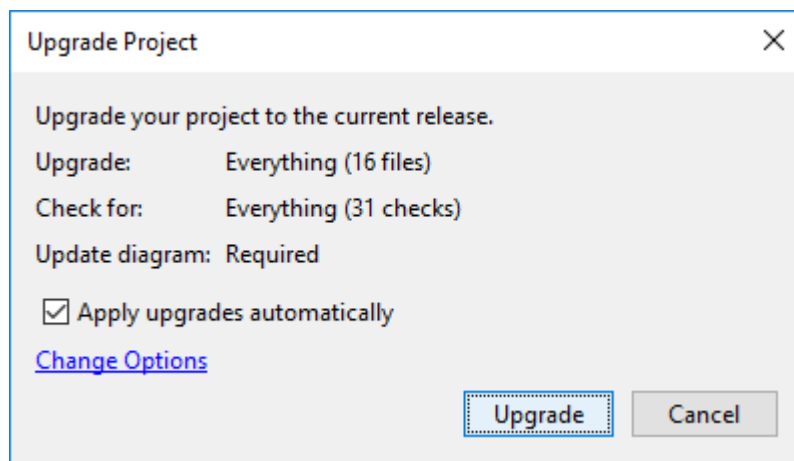 Upgrade Project
Upgrade your project to the current release.
Upgrade: Everything (16 files)
Check for: Everything (31 checks)
Update diagram: Required
Apply upgrades automatically
Change Options
Upgrade Cancel